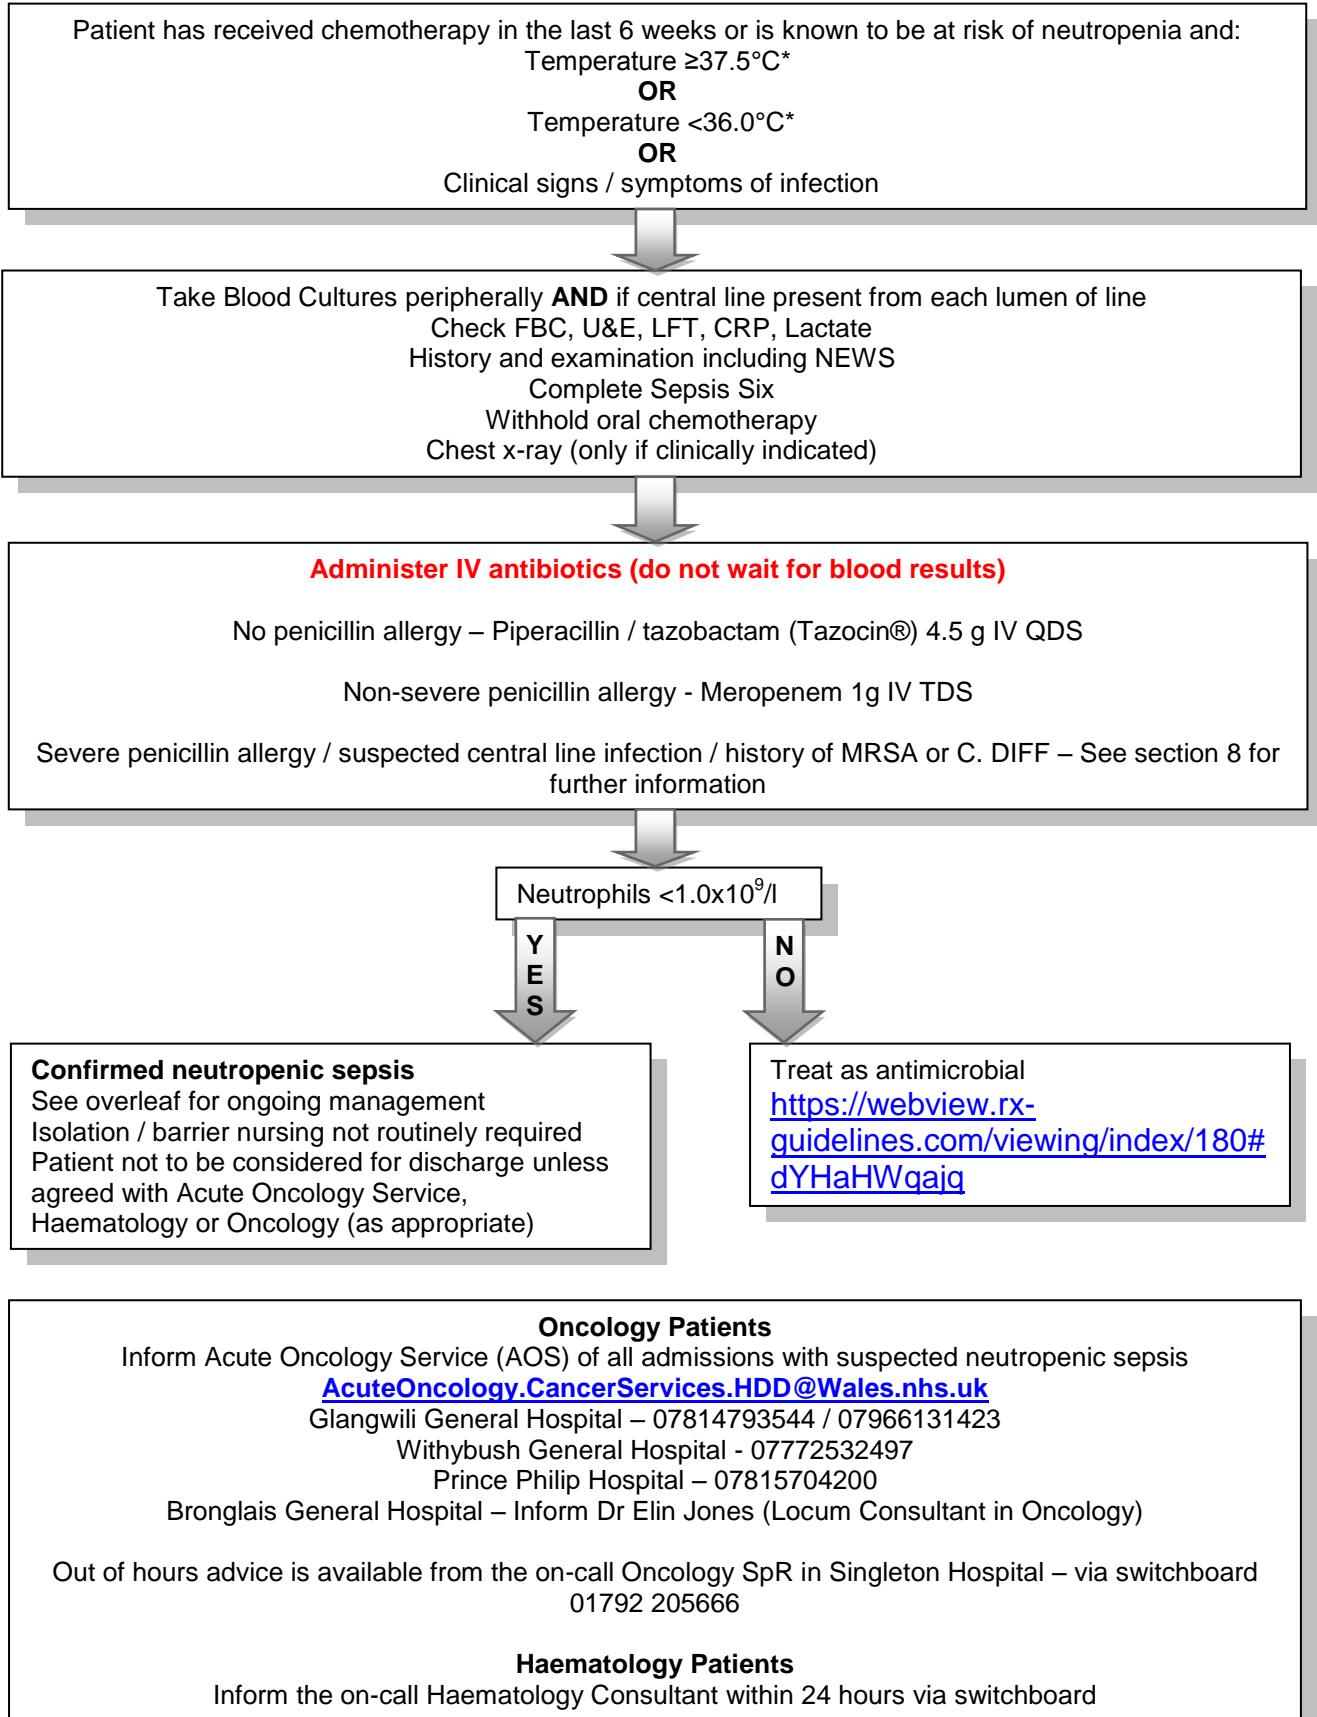 Patient has received chemotherapy in the last 6 weeks or is known to be at risk of neutropenia and:
Temperature ≥37.5°C*
OR
Temperature <36.0°C*
OR
Clinical signs / symptoms of infection
Take Blood Cultures peripherally AND if central line present from each lumen of line
Check FBC, U&E, LFT, CRP, Lactate
History and examination including NEWS
Complete Sepsis Six
Withhold oral chemotherapy
Chest x-ray (only if clinically indicated)
Administer IV antibiotics (do not wait for blood results)
No penicillin allergy – Piperacillin / tazobactam (Tazocin®) 4.5 g IV QDS
Non-severe penicillin allergy - Meropenem 1g IV TDS
Severe penicillin allergy / suspected central line infection / history of MRSA or C. DIFF – See section 8 for
further information
Neutrophils <1.0x10⁹/l
YES
NO
Confirmed neutropenic sepsis
See overleaf for ongoing management
Isolation / barrier nursing not routinely required
Patient not to be considered for discharge unless
agreed with Acute Oncology Service,
Haematology or Oncology (as appropriate)
Treat as antimicrobial
https://webview.rx-
guidelines.com/viewing/index/180#
dYHaHWqajq
Oncology Patients
Inform Acute Oncology Service (AOS) of all admissions with suspected neutropenic sepsis
AcuteOncology.CancerServices.HDD@Wales.nhs.uk
Glangwili General Hospital – 07814793544 / 07966131423
Withybush General Hospital - 07772532497
Prince Philip Hospital – 07815704200
Bronglais General Hospital – Inform Dr Elin Jones (Locum Consultant in Oncology)
Out of hours advice is available from the on-call Oncology SpR in Singleton Hospital – via switchboard
01792 205666
Haematology Patients
Inform the on-call Haematology Consultant within 24 hours via switchboard